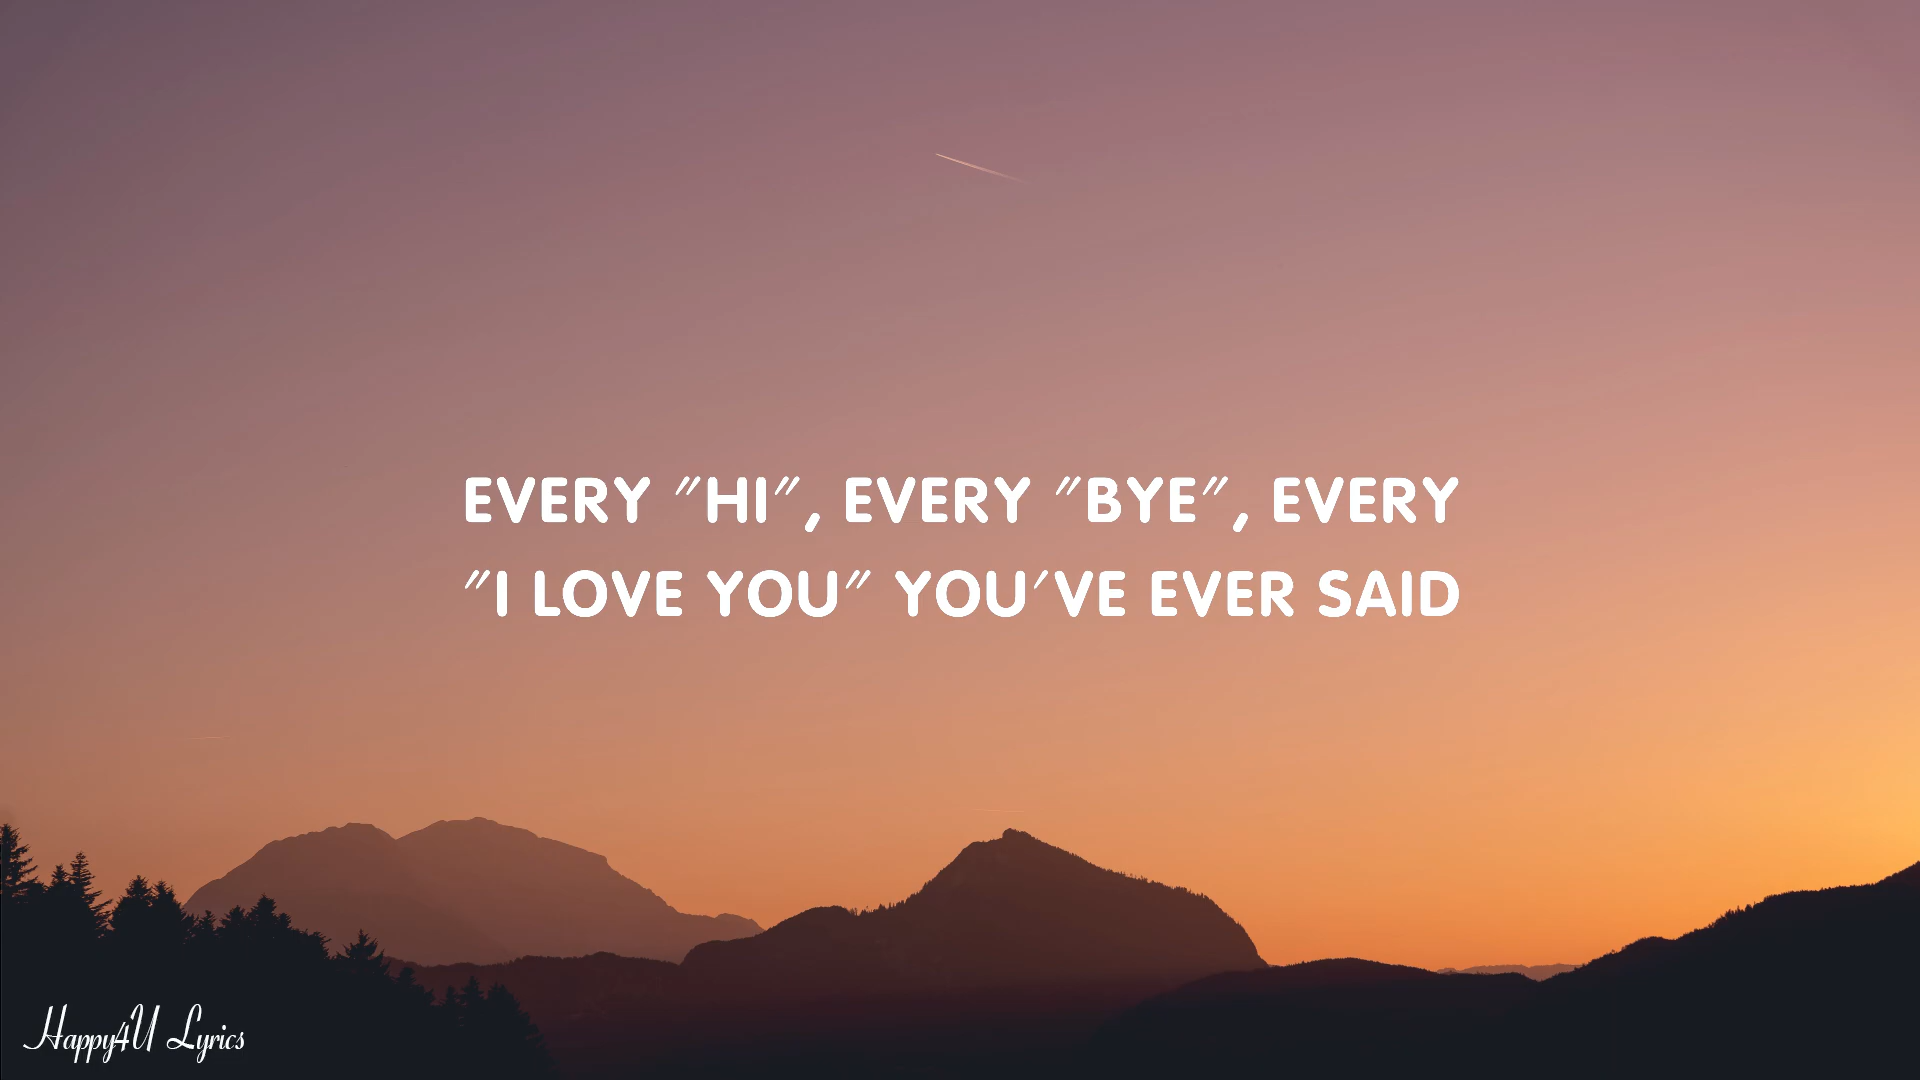 EVERY "HI", EVERY "BYE", EVERY
"I LOVE YOU" YOU'VE EVER SAID
Happy4U Lyrics